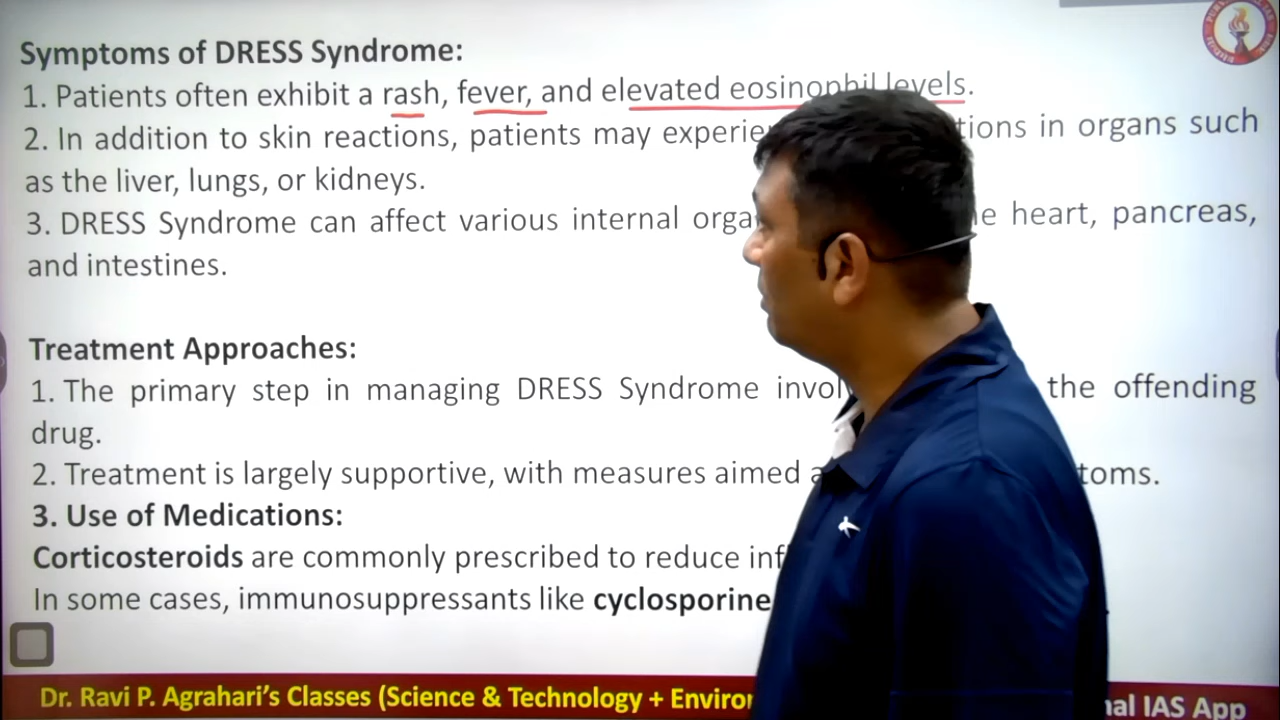 Symptoms of DRESS Syndrome:
1. Patients often exhibit a rash, fever, and elevated eosinophil levels.
2. In addition to skin reactions, patients may experie tions in organs such
as the liver, lungs, or kidneys.
3. DRESS Syndrome can affect various internal orga e heart, pancreas,
and intestines.
Treatment Approaches:
1. The primary step in managing DRESS Syndrome invol the offending
drug.
2. Treatment is largely supportive, with measures aimed a toms.
3. Use of Medications:
Corticosteroids are commonly prescribed to reduce inf
In some cases, immunosuppressants like cyclosporine
Dr. Ravi P. Agrahari's Classes (Science & Technology + Environ nal IAS App